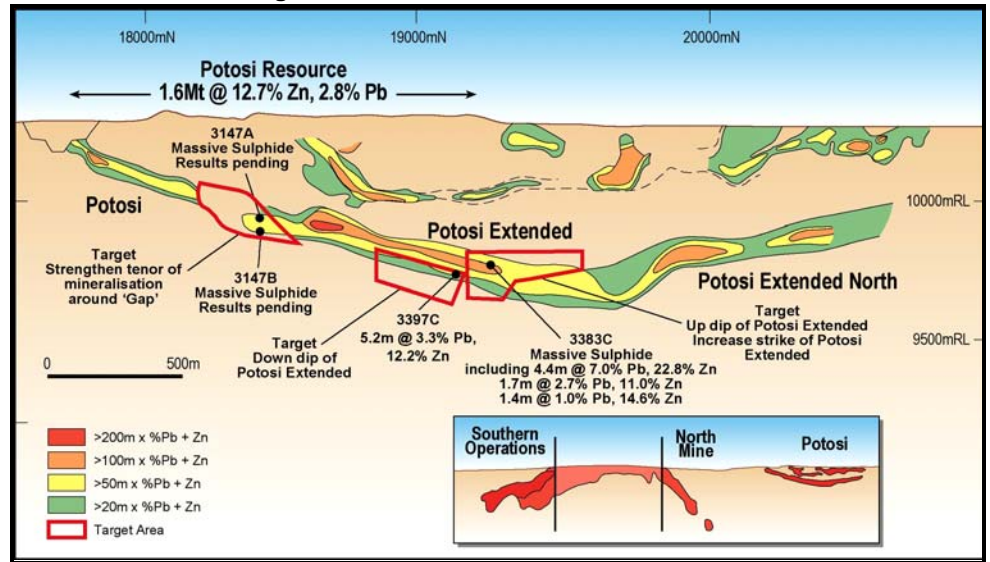 18000mN
19000mN
20000mN
Potosi Resource
1.6Mt @ 12.7% Zn, 2.8% Pb
3147A
Massive Sulphide
Results pending
10000mRL
Potosi
Potosi Extended
Target
Strengthen tenor of
mineralisation
around 'Gap'
3147B
Massive Sulphide
Results pending
Potosi Extended North
Target
Up dip of Potosi Extended
Increase strike of Potosi
Extended
3397C
5.2m @ 3.3% Pb,
12.2% Zn
Target
Down dip of
Potosi Extended
3383C
Massive Sulphide
including 4.4m @ 7.0% Pb, 22.8% Zn
1.7m @ 2.7% Pb, 11.0% Zn
1.4m @ 1.0% Pb, 14.6% Zn
9500mRL
0 500m
>200m x %Pb + Zn
>100m x %Pb + Zn
>50m x %Pb + Zn
>20m x %Pb + Zn
Target Area
Southern
Operations
North
Mine
Potosi